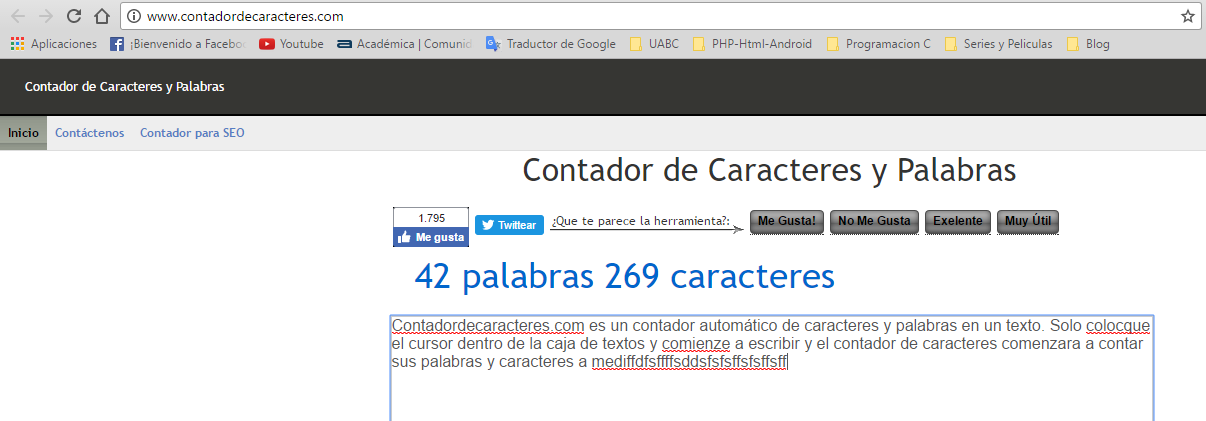 www.contadordecaracteres.com
Aplicaciones ¡Bienvenido a Facebo Youtube Académica | Comunid Traductor de Google UABC PHP-Html-Android Programacion C Series y Peliculas Blog
Contador de Caracteres y Palabras
Inicio Contáctenos Contador para SEO
Contador de Caracteres y Palabras
1.795
Me gusta Twittear ¿Que te parece la herramienta?: Me Gusta! No Me Gusta Exelente Muy Útil
42 palabras 269 caracteres
Contadordecaracteres.com es un contador automático de caracteres y palabras en un texto. Solo colocque
el cursor dentro de la caja de textos y comienze a escribir y el contador de caracteres comenzara a contar
sus palabras y caracteres a mediffdfsffffsddsfsfsffsfsffsff